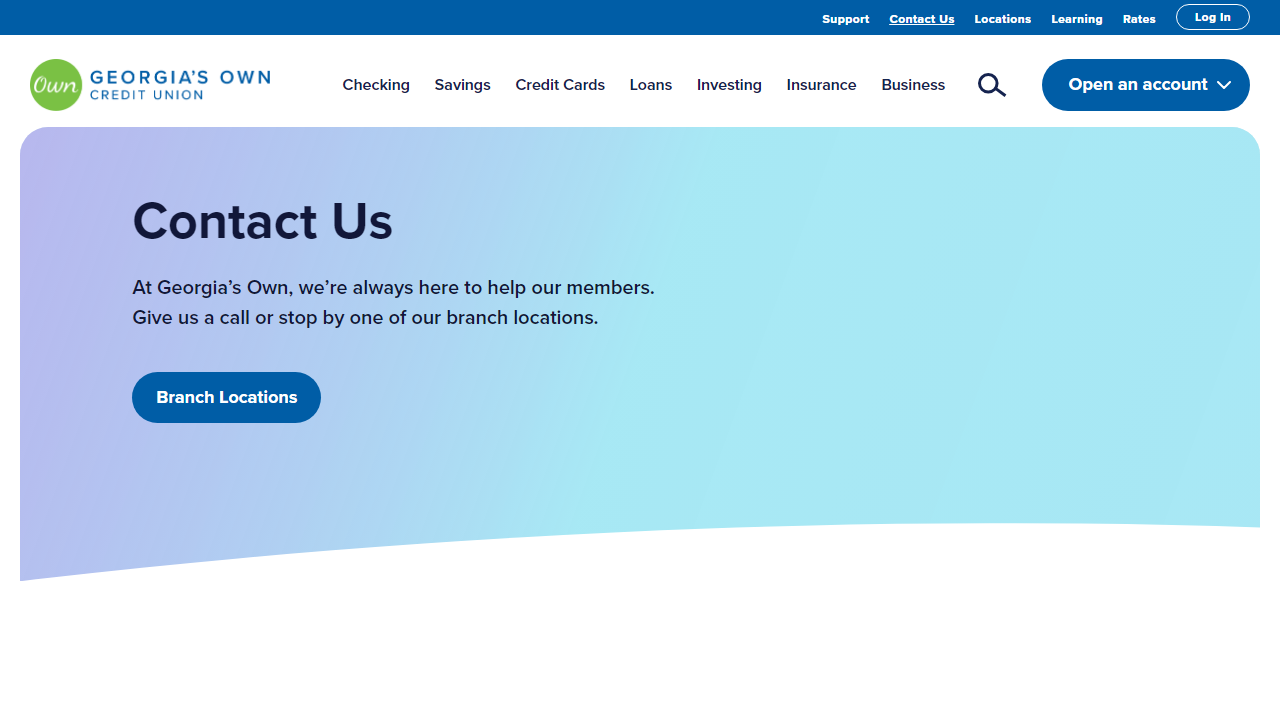 Support Contact Us Locations Learning Rates Log In
Own GEORGIA'S OWN
CREDIT UNION
Checking Savings Credit Cards Loans Investing Insurance Business Open an account
Contact Us
At Georgia’s Own, we’re always here to help our members.
Give us a call or stop by one of our branch locations.
Branch Locations